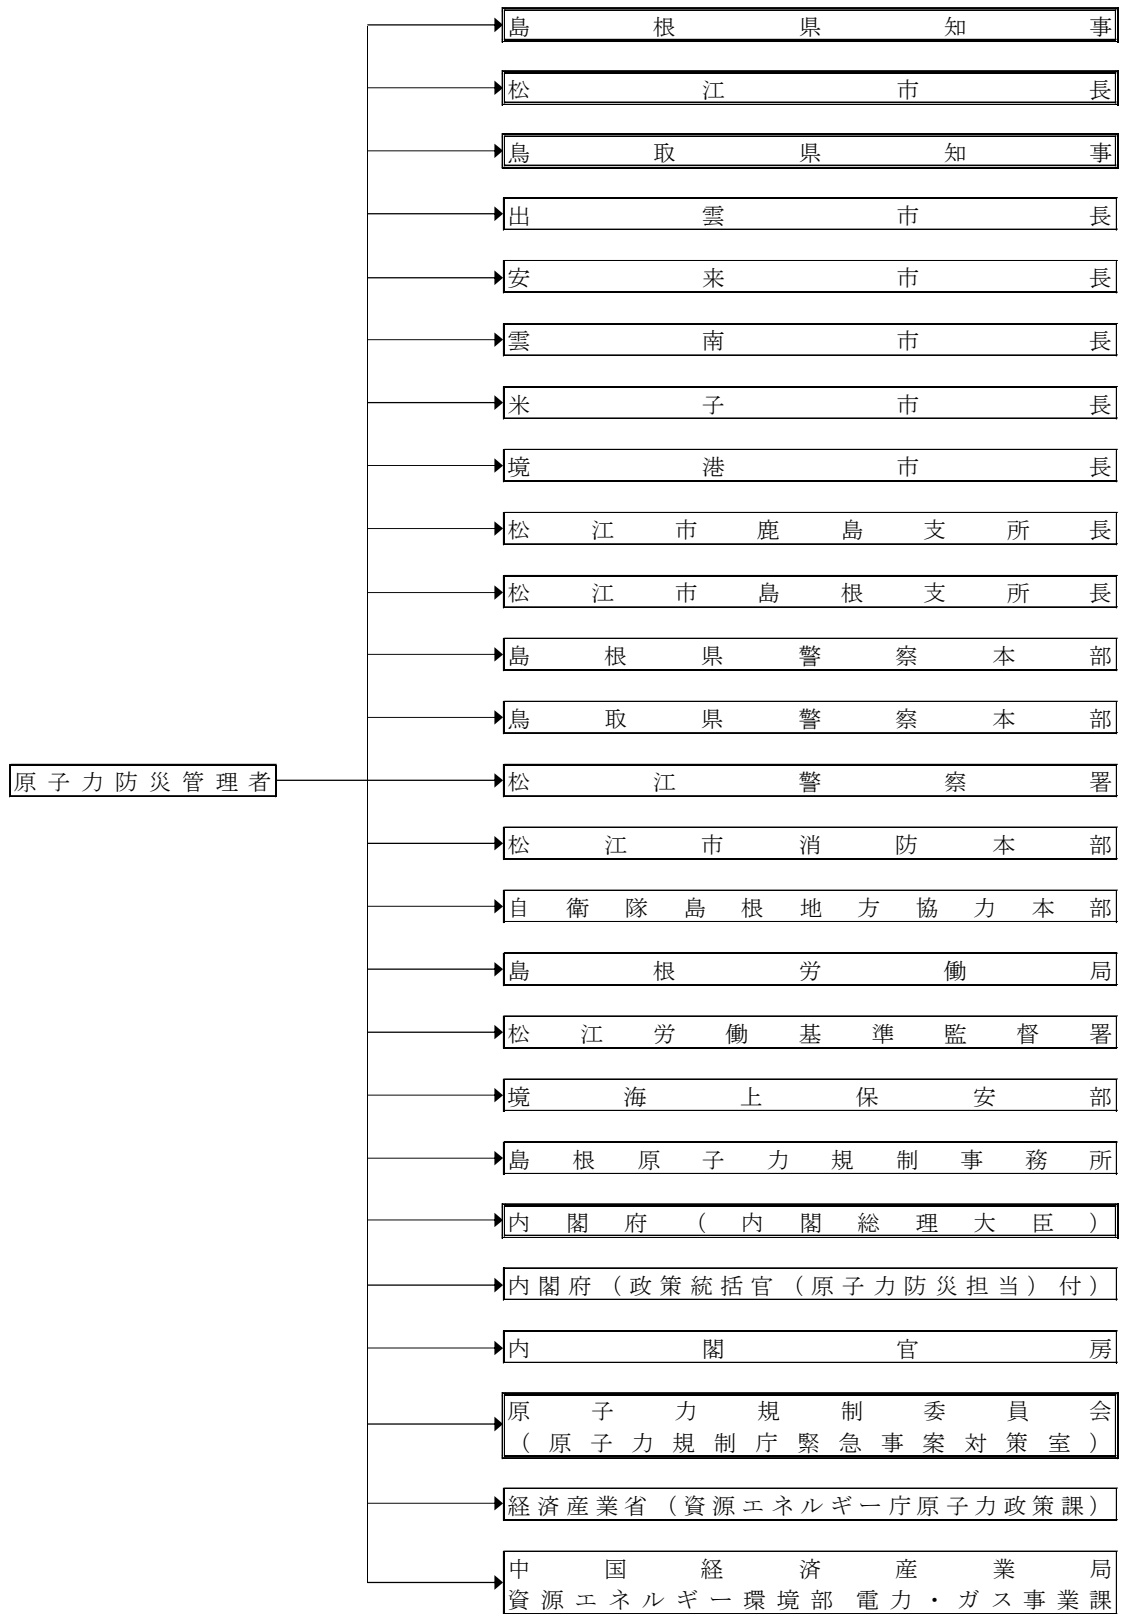 島根県知事
松江市長
鳥取県知事
出雲市長
安来市長
雲南市長
米子市長
境港市長
松江市鹿島支所長
松江市島根支所長
島根県警察本部
鳥取県警察本部
原子力防災管理者
松江警察署
松江市消防本部
自衛隊島根地方協力本部
島根労働局
松江労働基準監督署
境海上保安部
島根原子力規制事務所
内閣府(内閣総理大臣)
内閣府(政策統括官(原子力防災担当)付)
内閣官房
原子力規制委員会
(原子力規制庁緊急事案対策室)
経済産業省(資源エネルギー庁原子力政策課)
中国経済産業局
資源エネルギー環境部 電力・ガス事業課